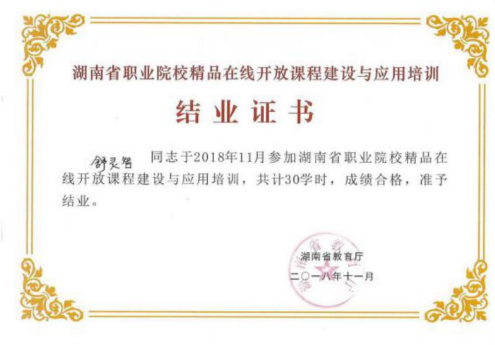 湖南省职业院校精品在线开放课程建设与应用培训
结业证书
舒灵智 同志于2018年11月参加湖南省职业院校精品在
线开放课程建设与应用培训，共计30学时，成绩合格，准予
结业。
湖南省教育厅
二〇一八年十一月